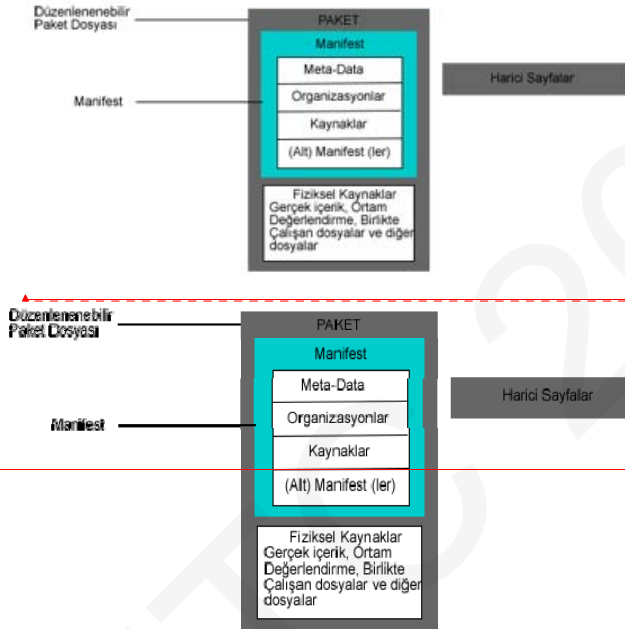 Düzenlenenebilir
Paket Dosyası
PAKET
Manifest
Meta-Data
Harici Sayfalar
Organizasyonlar
Manifest
Kaynaklar
(Alt) Manifest (ler)
Fiziksel Kaynaklar
Gerçek içerik, Ortam
Değerlendirme, Birlikte
Çalışan dosyalar ve diğer
dosyalar
Düzenlenenebilir
Paket Dosyası
PAKET
Manifest
Meta-Data
Harici Sayfalar
Organizasyonlar
Manifest
Kaynaklar
(Alt) Manifest (ler)
Fiziksel Kaynaklar
Gerçek içerik, Ortam
Değerlendirme, Birlikte
Çalışan dosyalar ve diğer
dosyalar